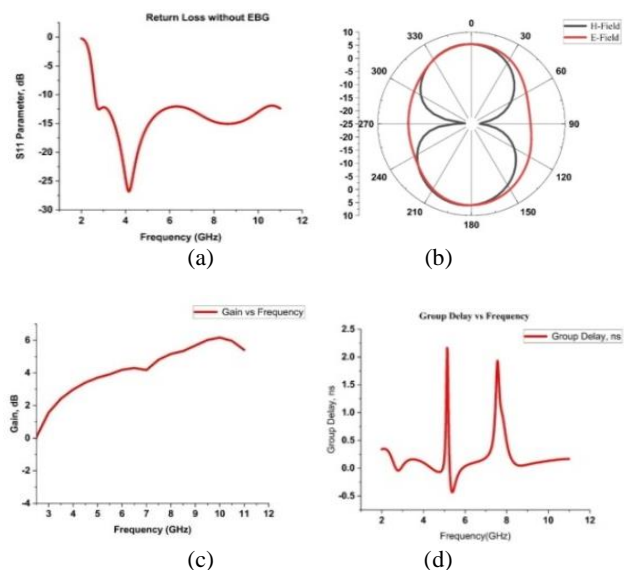 Return Loss without EBG
0
-5
-10
-15
-20
-25
-30
S11 Parameter, dB
0 2 4 6 8 10 12
Frequency (GHz)
(a)
H-Field
E-Field
10
5
0
-5
-10
-15
-20
-25
-20
-15
-10
-5
0
5
10
0
30
60
90
120
150
180
210
240
270
300
330
(b)
Gain vs Frequency
6
4
2
0
-2
-4
Gain, dB
3 4 5 6 7 8 9 10 11 12
Frequency (GHz)
(c)
Group Delay vs Frequency
Group Delay, ns
2.5
2.0
1.5
1.0
0.5
0.0
-0.5
Group Delay, ns
2 4 6 8 10 12
Frequency(GHz)
(d)